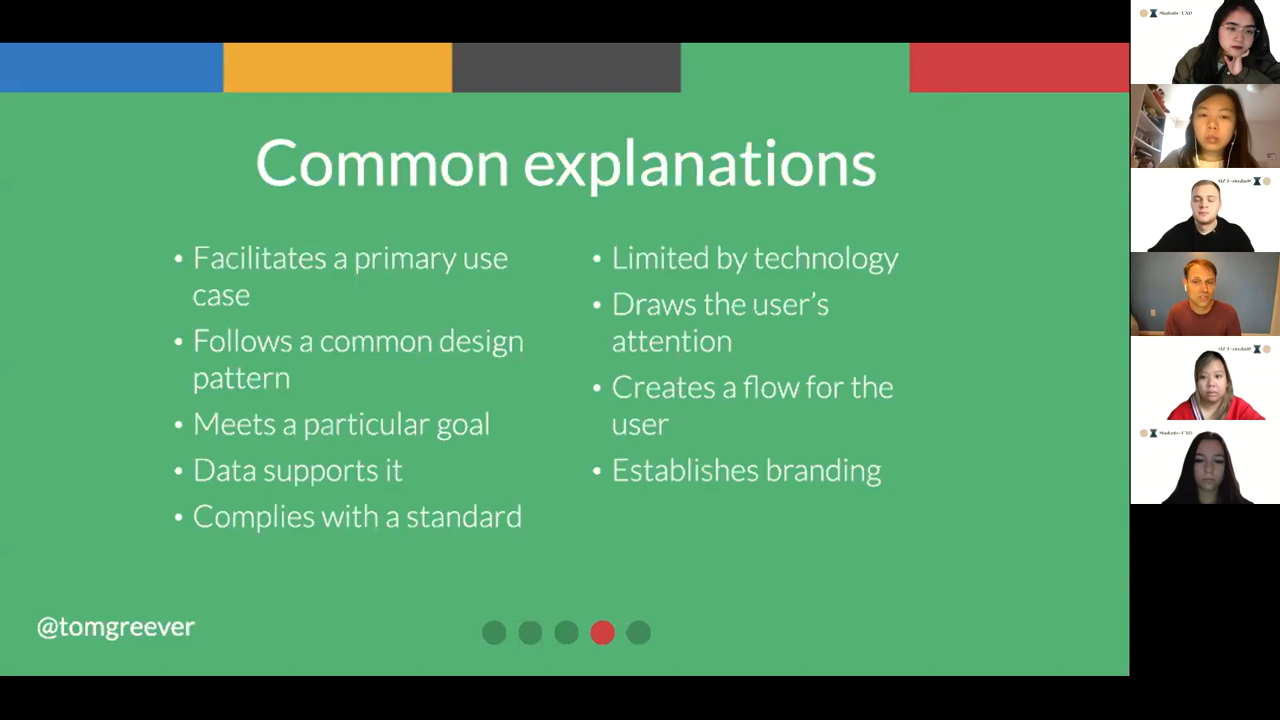 Common explanations
• Facilitates a primary use
case
• Follows a common design
pattern
• Meets a particular goal
• Data supports it
• Complies with a standard
• Limited by technology
• Draws the user’s
attention
• Creates a flow for the
user
• Establishes branding
@tomgreever